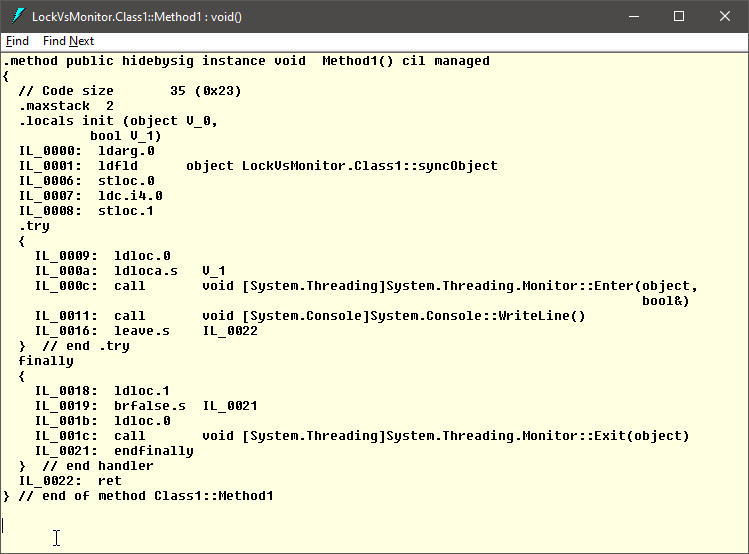 LockVsMonitor.Class1::Method1 : void()
Find Find Next
.method public hidebysig instance void  Method1() cil managed
{
  // Code size       35 (0x23)
  .maxstack  2
  .locals init (object V_0,
           bool V_1)
  IL_0000:  ldarg.0
  IL_0001:  ldfld      object LockVsMonitor.Class1::syncObject
  IL_0006:  stloc.0
  IL_0007:  ldc.i4.0
  IL_0008:  stloc.1
  .try
  {
    IL_0009:  ldloc.0
    IL_000a:  ldloca.s   V_1
    IL_000c:  call       void [System.Threading]System.Threading.Monitor::Enter(object,
                                                                                bool&)
    IL_0011:  call       void [System.Console]System.Console::WriteLine()
    IL_0016:  leave.s    IL_0022
  }  // end .try
  finally
  {
    IL_0018:  ldloc.1
    IL_0019:  brfalse.s  IL_0021
    IL_001b:  ldloc.0
    IL_001c:  call       void [System.Threading]System.Threading.Monitor::Exit(object)
    IL_0021:  endfinally
  }  // end handler
  IL_0022:  ret
} // end of method Class1::Method1